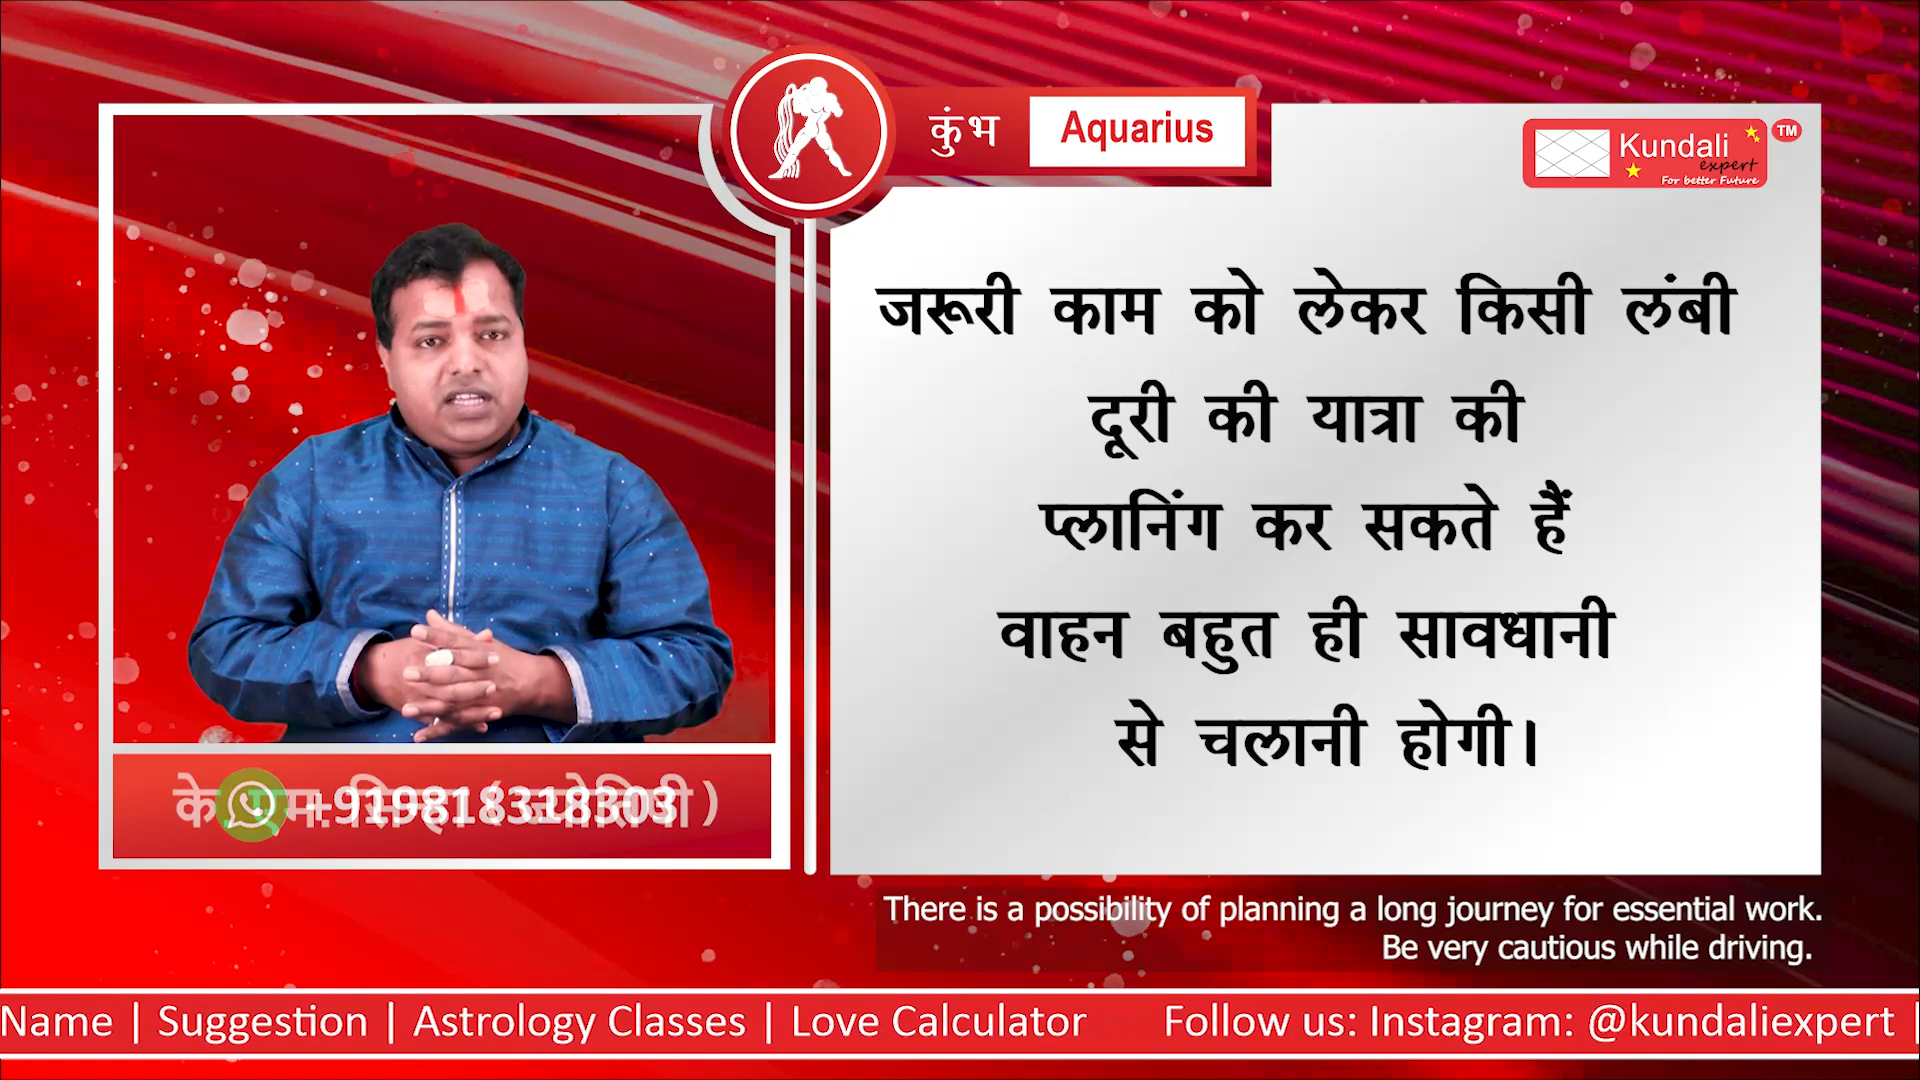 कुंभ Aquarius
Kundali TM
expert
For better Future
जरूरी काम को लेकर किसी लंबी
दूरी की यात्रा की
प्लानिंग कर सकते हैं
वाहन बहुत ही सावधानी
से चलानी होगी।
+919818318303
There is a possibility of planning a long journey for essential work.
Be very cautious while driving.
Name | Suggestion | Astrology Classes | Love Calculator Follow us: Instagram: @kundaliexpert |